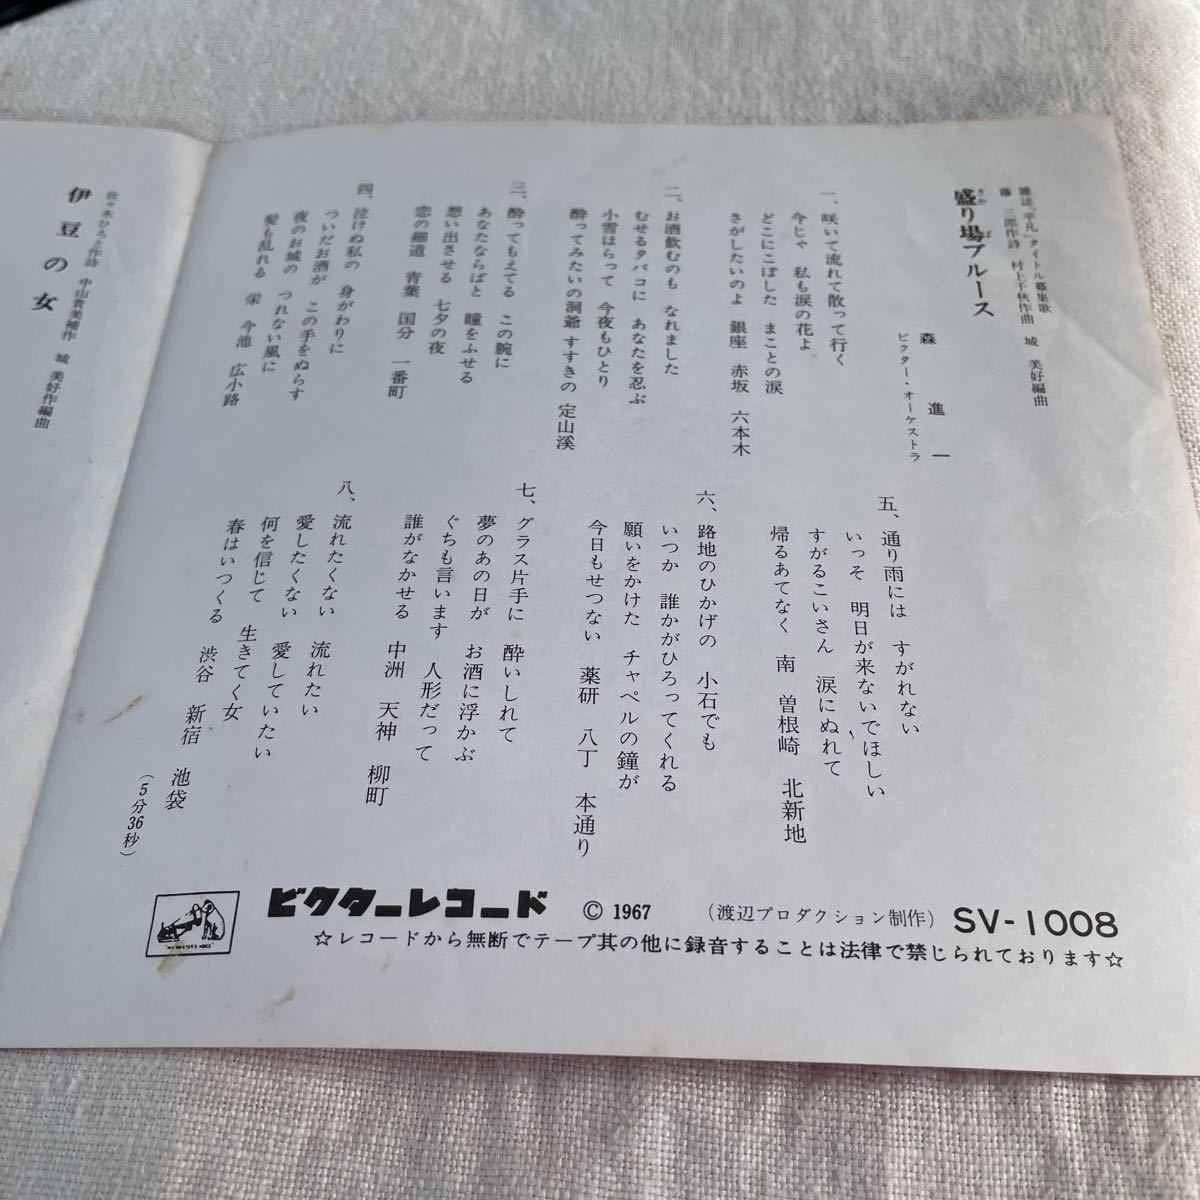 雑誌「平凡」タイトル募集歌
藤 三郎作詩 村上千秋作曲 城 美好編曲
盛り場ブルース
さか ば
森 進一
ビクター・オーケストラ
一、咲いて流れて散って行く
今じゃ 私も涙の花よ
どこにこぼした まことの涙
さがしたいのよ 銀座 赤坂 六本木
二、お酒飲むのも なれました
むせるタバコに あなたを忍ぶ
小雪はらって 今夜もひとり
酔ってみたいの洞爺 すすきの 定山溪
三、酔ってもえてる この腕に
あなたならばと 瞳をふせる
想い出させる 七夕の夜
恋の細道 青葉 国分 一番町
四、泣けぬ私の 身がわりに
ついだお酒が この手をぬらす
夜のお城の つれない風に
髪も乱れる 栄 今池 広小路
五、通り雨には すがれない
いっそ 明日が来ないでほしい
すがるこいさん 涙にぬれて
帰るあてなく 南 曽根崎 北新地
六、路地のひかげの 小石でも
いつか 誰かがひろってくれる
願いをかけた チャペルの鐘が
今日もせつない 薬研 八丁 本通り
七、グラス片手に 酔いしれて
夢のあの日が お酒に浮かぶ
ぐちも言います 人形だって
誰がなかせる 中洲 天神 柳町
八、流れたくない 流れたい
愛したくない 愛していたい
何を信じて 生きてく女
春はいつくる 渋谷 新宿 池袋
(5分36秒)
佐々木ひろと作詩 中山貴美補作 城 美好作編曲
伊豆の女
"HIS MASTER'S VOICE"
ビクターレコード © 1967 (渡辺プロダクション制作) SV-1008
☆レコードから無断でテープ其の他に録音することは法律で禁じられております☆